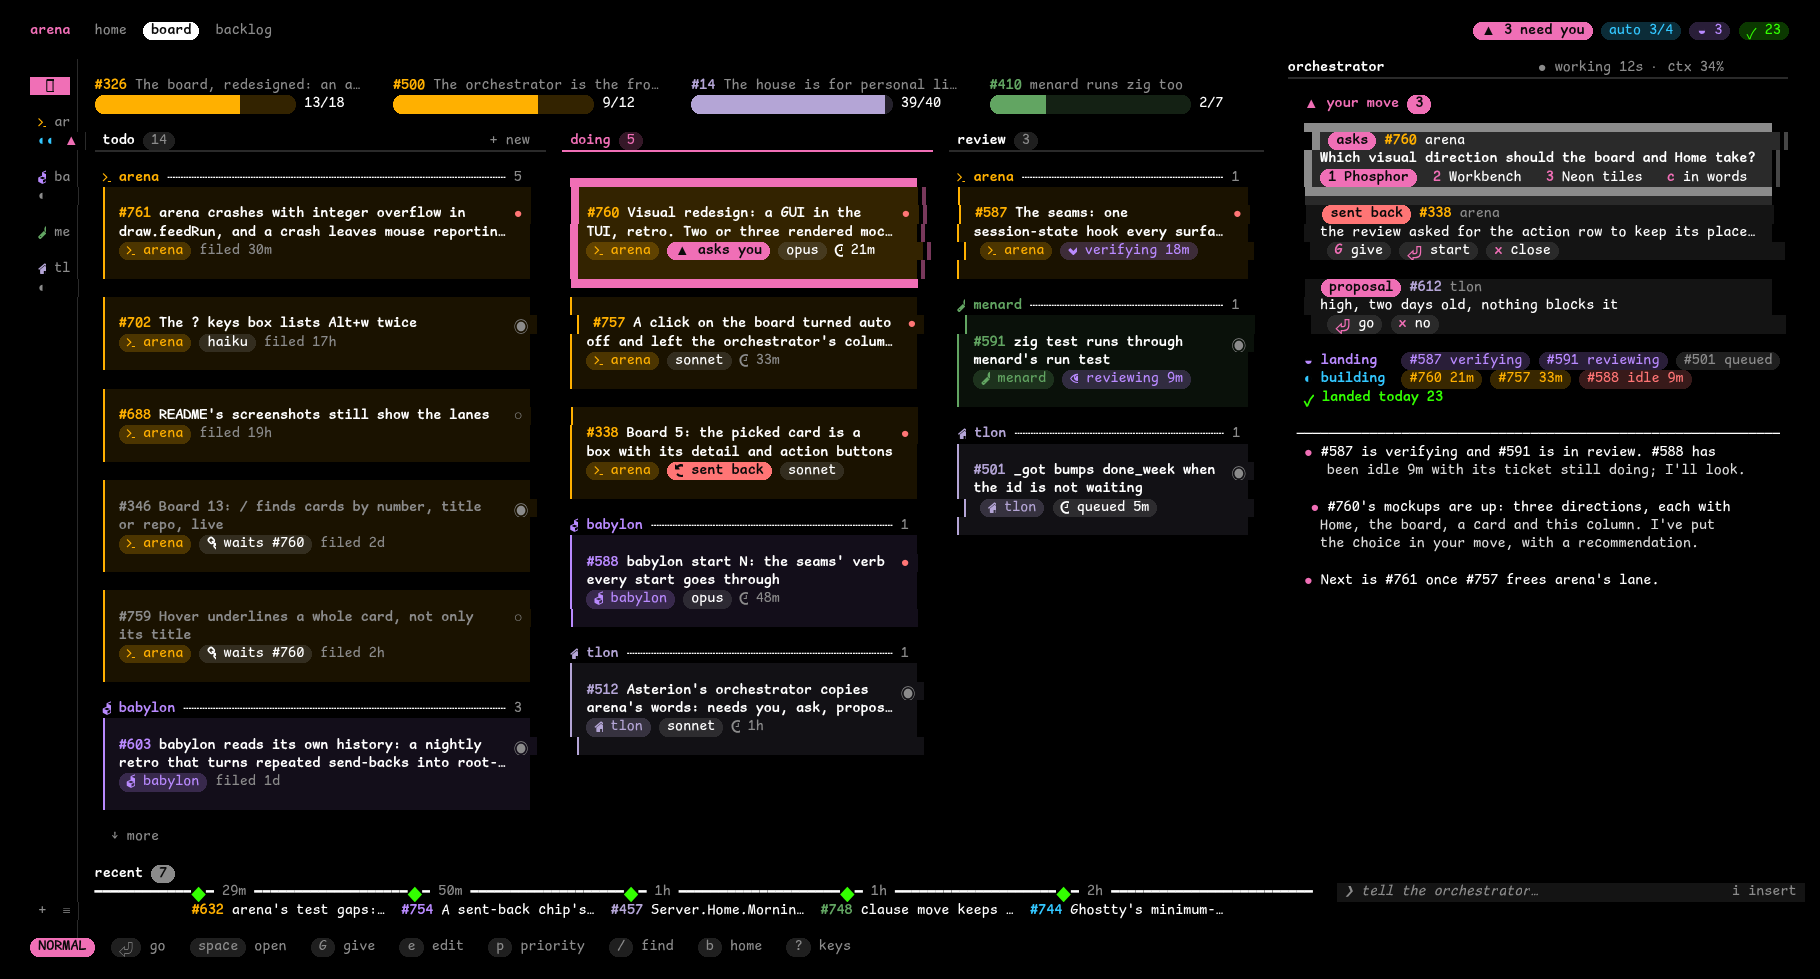 arena home board backlog
▲ 3 need you auto 3/4 3 ✓ 23
#326 The board, redesigned: an a…
13/18
#500 The orchestrator is the fro…
9/12
#14 The house is for personal li…
39/40
#410 menard runs zig too
2/7
ar
ba
me
tl
+ ≡
todo 14 + new
arena 5
#761 arena crashes with integer overflow in
draw.feedRun, and a crash leaves mouse reportin…
arena filed 30m
#702 The ? keys box lists Alt+w twice
arena haiku filed 17h
#688 README's screenshots still show the lanes
arena filed 19h
#346 Board 13: / finds cards by number, title
or repo, live
arena waits #760 filed 2d
#759 Hover underlines a whole card, not only
its title
arena waits #760 filed 2h
babylon 3
#603 babylon reads its own history: a nightly
retro that turns repeated send-backs into root-…
babylon filed 1d
↓ more
doing 5
#760 Visual redesign: a GUI in the
TUI, retro. Two or three rendered moc…
arena ▲ asks you opus 21m
#757 A click on the board turned auto
off and left the orchestrator's colum…
arena sonnet 33m
#338 Board 5: the picked card is a
box with its detail and action buttons
arena sent back sonnet
babylon 1
#588 babylon start N: the seams' verb
every start goes through
babylon opus 48m
tlon 1
#512 Asterion's orchestrator copies
arena's words: needs you, ask, propos…
tlon sonnet 1h
review 3
arena 1
#587 The seams: one
session-state hook every surfa…
arena verifying 18m
menard 1
#591 zig test runs through
menard's run test
menard reviewing 9m
tlon 1
#501 _got bumps done_week when
the id is not waiting
tlon queued 5m
orchestrator ● working 12s · ctx 34%
▲ your move 3
asks #760 arena
Which visual direction should the board and Home take?
1 Phosphor 2 Workbench 3 Neon tiles c in words
sent back #338 arena
the review asked for the action row to keep its place…
G give start × close
proposal #612 tlon
high, two days old, nothing blocks it
go × no
landing #587 verifying #591 reviewing #501 queued
building #760 21m #757 33m #588 idle 9m
✓ landed today 23
● #587 is verifying and #591 is in review. #588 has
been idle 9m with its ticket still doing; I'll look.
● #760's mockups are up: three directions, each with
Home, the board, a card and this column. I've put
the choice in your move, with a recommendation.
● Next is #761 once #757 frees arena's lane.
recent 7
29m 50m 1h 1h 2h
#632 arena's test gaps:… #754 A sent-back chip's… #457 Server.Home.Mornin… #748 clause move keeps … #744 Ghostty's minimum-…
❯ tell the orchestrator… i insert
NORMAL go space open G give e edit p priority / find b home ? keys